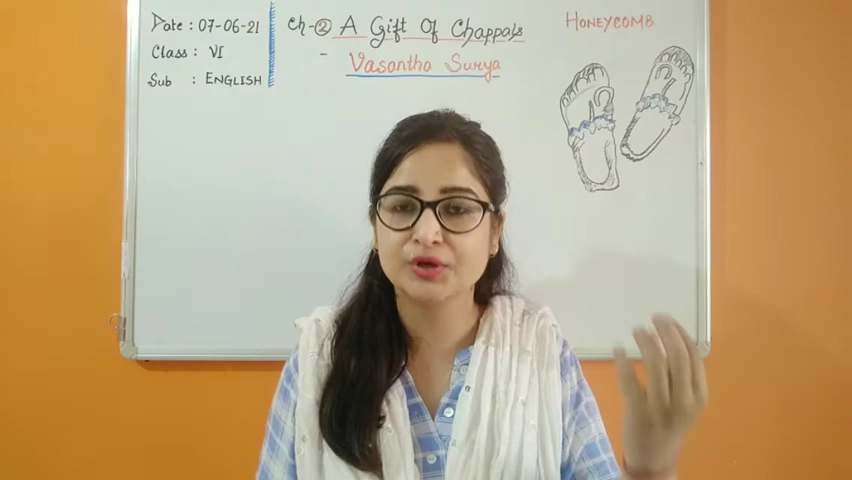 Date : 07-06-21
Class : VI
Sub : ENGLISH
Ch-② A Gift Of Chappals
- Vasantha Surya
HONEYCOMB